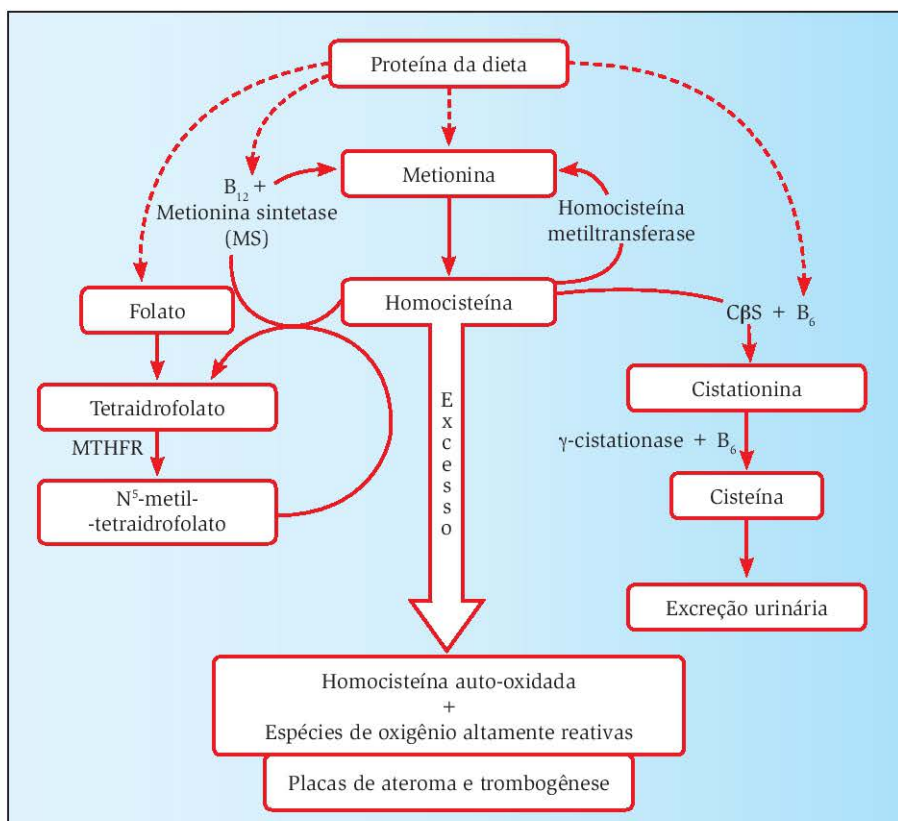 Proteína da dieta
Metionina
B₁₂ +
Metionina sintetase
(MS)
Homocisteína
metiltransferase
Folato
Homocisteína
CβS + B₆
Tetraidrofolato
Cistationina
MTHFR
γ-cistationase + B₆
N⁵-metil-
-tetraidrofolato
Cisteína
Excesso
Excreção urinária
Homocisteína auto-oxidada
+
Espécies de oxigênio altamente reativas
Placas de ateroma e trombogênese